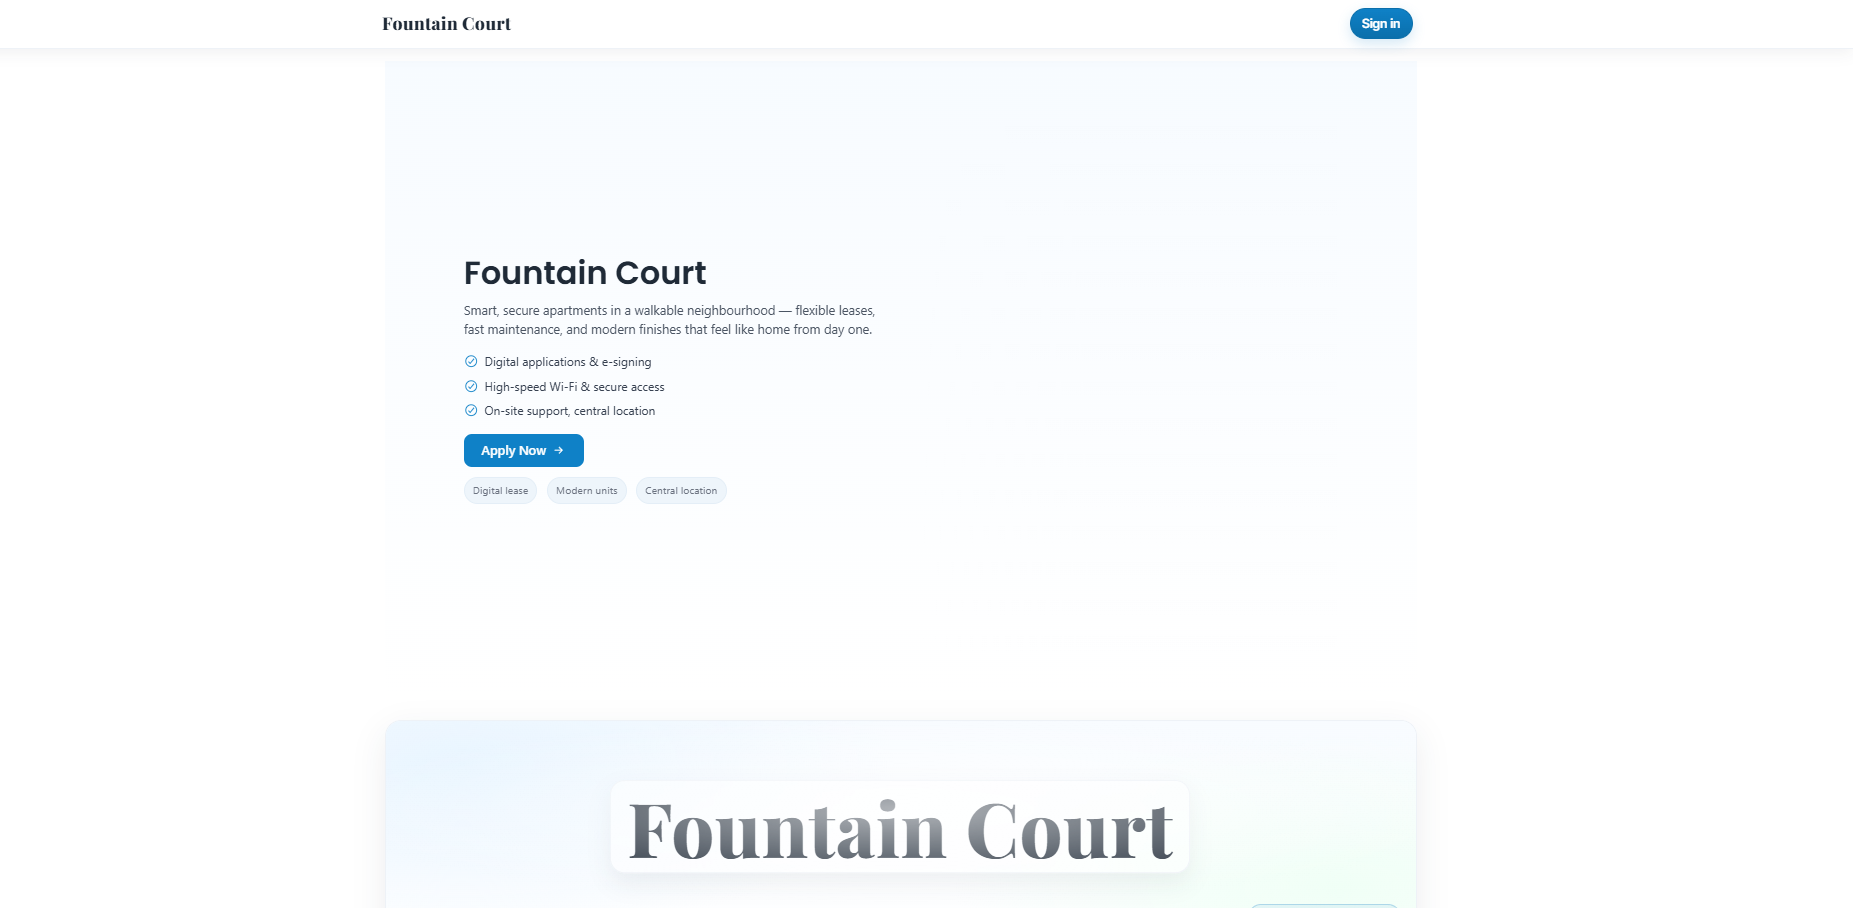 Fountain Court
Sign in
Fountain Court
Smart, secure apartments in a walkable neighbourhood — flexible leases,
fast maintenance, and modern finishes that feel like home from day one.
Digital applications & e-signing
High-speed Wi-Fi & secure access
On-site support, central location
Apply Now →
Digital lease
Modern units
Central location
Fountain Court